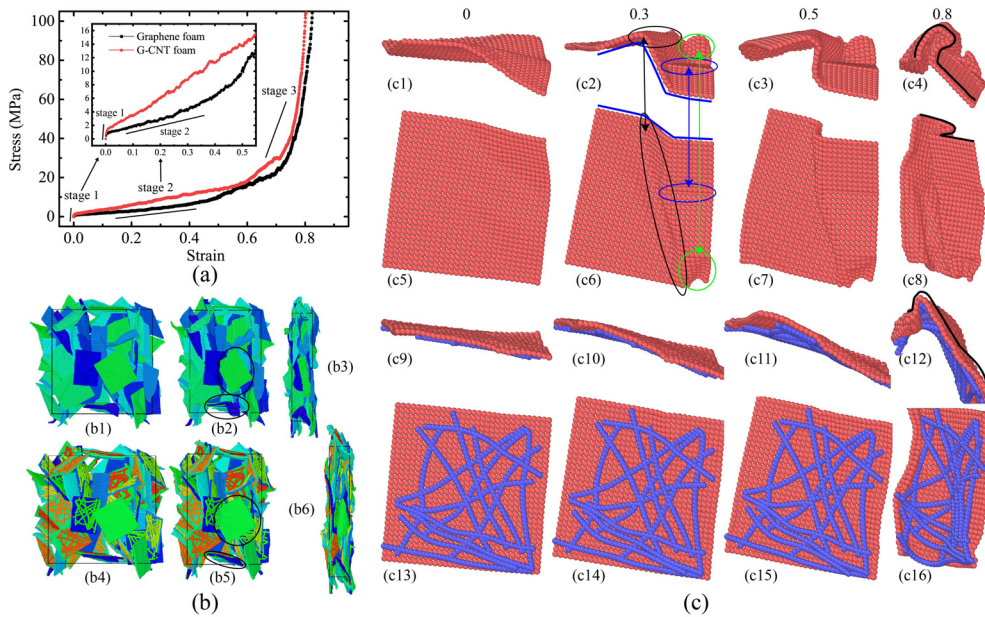 (a)
100
80
60
40
20
0
Stress (MPa)
0.0 0.2 0.4 0.6 0.8 1.0
Strain
(a)
16
14
12
10
8
6
4
2
0
Graphene foam
G-CNT foam
stage 1
stage 2
0.0 0.1 0.2 0.3 0.4 0.5
stage 1
stage 2
stage 3
(b1)
(b2)
(b3)
(b4)
(b5)
(b6)
(b)
0 0.3 0.5 0.8
(c1) (c2) (c3) (c4)
(c5) (c6) (c7) (c8)
(c9) (c10) (c11) (c12)
(c13) (c14) (c15) (c16)
(c)